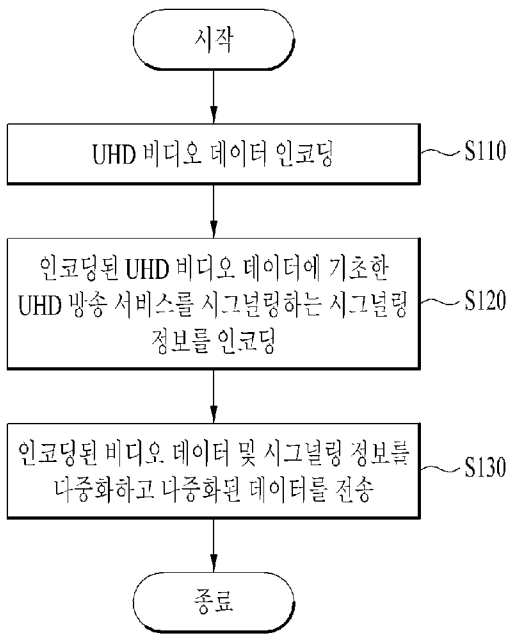 시작
UHD 비디오 데이터 인코딩
S110
인코딩된 UHD 비디오 데이터에 기초한
UHD 방송 서비스를 시그널링하는 시그널링
정보를 인코딩
S120
인코딩된 비디오 데이터 및 시그널링 정보를
다중화하고 다중화된 데이터를 전송
S130
종료